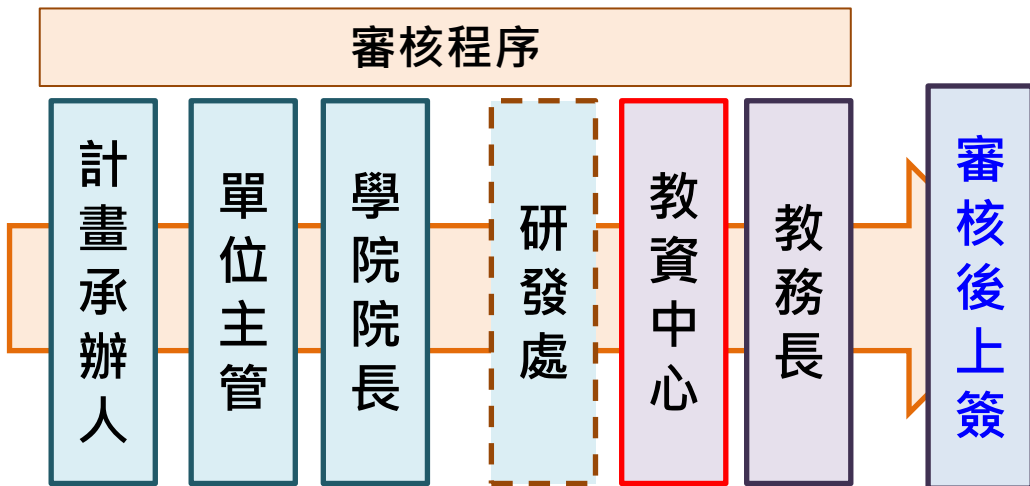 審核程序
計畫承辦人
單位主管
學院院長
研發處
教資中心
教務長
審核後上簽